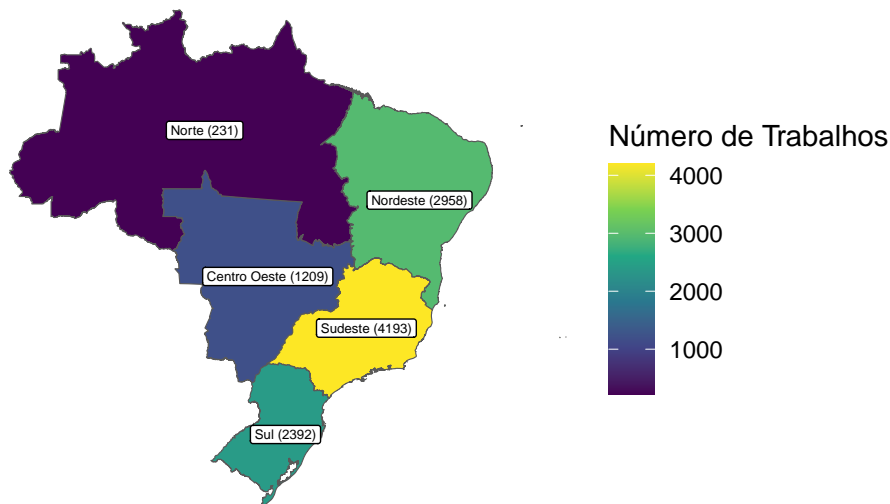 Norte (231)
Nordeste (2958)
Centro Oeste (1209)
Sudeste (4193)
Sul (2392)
Número de Trabalhos
4000
3000
2000
1000